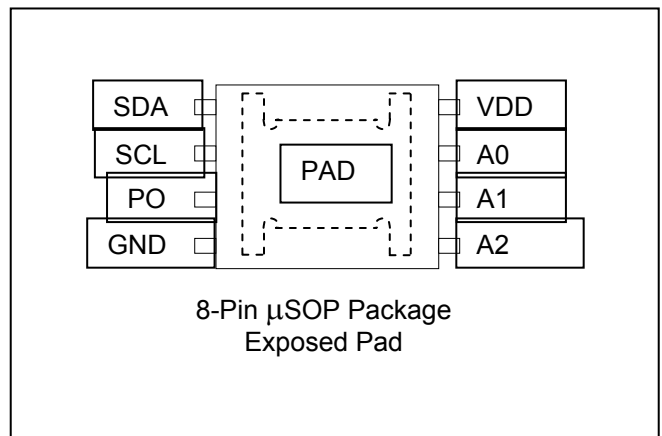 SDA VDD
SCL A0
PAD
PO A1
GND A2
8-Pin μSOP Package
Exposed Pad